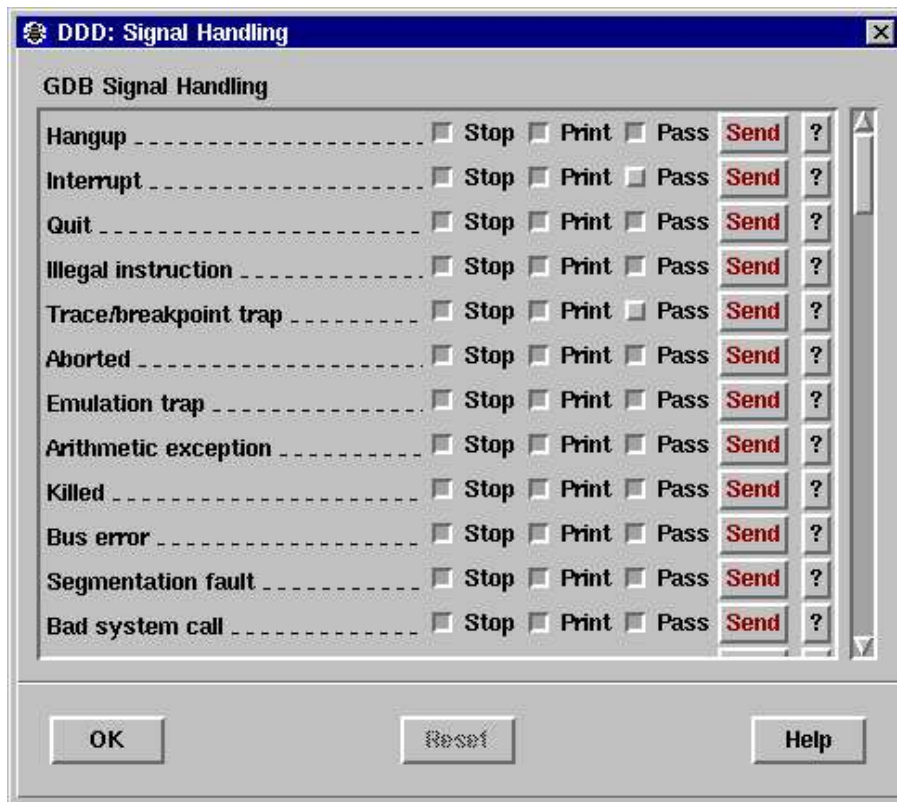 DDD: Signal Handling
GDB Signal Handling
Hangup Stop Print Pass Send ?
Interrupt Stop Print Pass Send ?
Quit Stop Print Pass Send ?
Illegal instruction Stop Print Pass Send ?
Trace/breakpoint trap Stop Print Pass Send ?
Aborted Stop Print Pass Send ?
Emulation trap Stop Print Pass Send ?
Arithmetic exception Stop Print Pass Send ?
Killed Stop Print Pass Send ?
Bus error Stop Print Pass Send ?
Segmentation fault Stop Print Pass Send ?
Bad system call Stop Print Pass Send ?
OK Reset Help